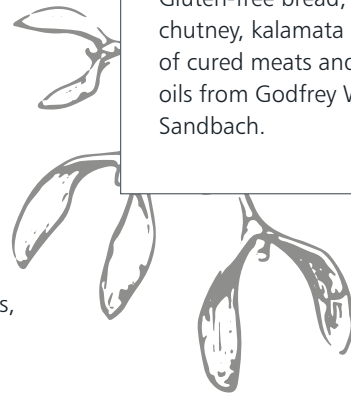 Gluten-free bread,
chutney, kalamata
of cured meats and
oils from Godfrey W
Sandbach.
s,